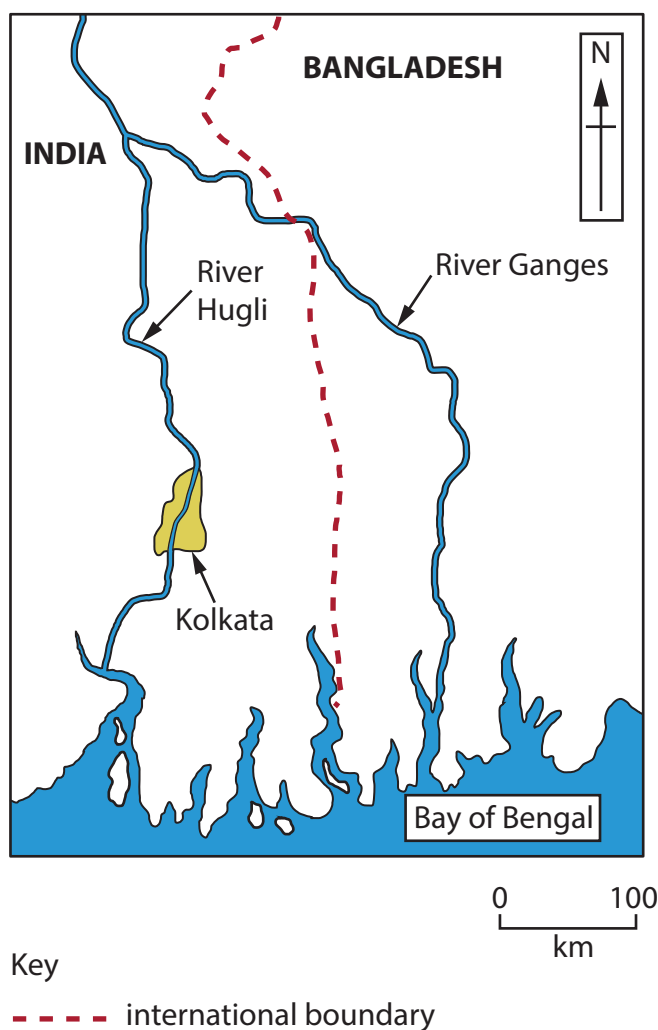 BANGLADESH
N
INDIA
River
Hugli
River Ganges
Kolkata
Bay of Bengal
0 100
km
Key
international boundary